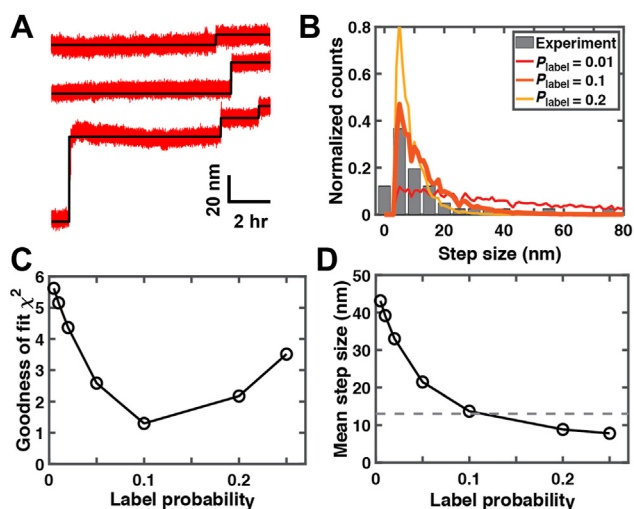 A
20 nm
2 hr
B
Normalized counts
0.8
0.6
0.4
0.2
0
Experiment
Plabel = 0.01
Plabel = 0.1
Plabel = 0.2
0 20 40 60 80
Step size (nm)
C
Goodness of fit χ²
6
5
4
3
2
1
0
0 0.1 0.2
Label probability
D
Mean step size (nm)
50
40
30
20
10
0
0 0.1 0.2
Label probability